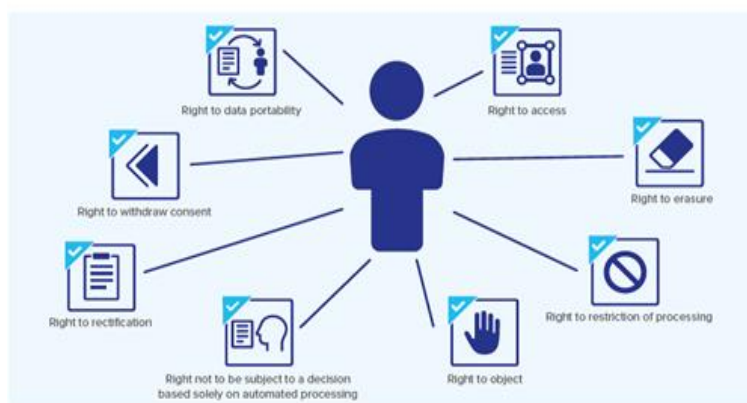 Right to data portability
Right to access
Right to withdraw consent
Right to erasure
Right to rectification
Right to restriction of processing
Right not to be subject to a decision
based solely on automated processing
Right to object